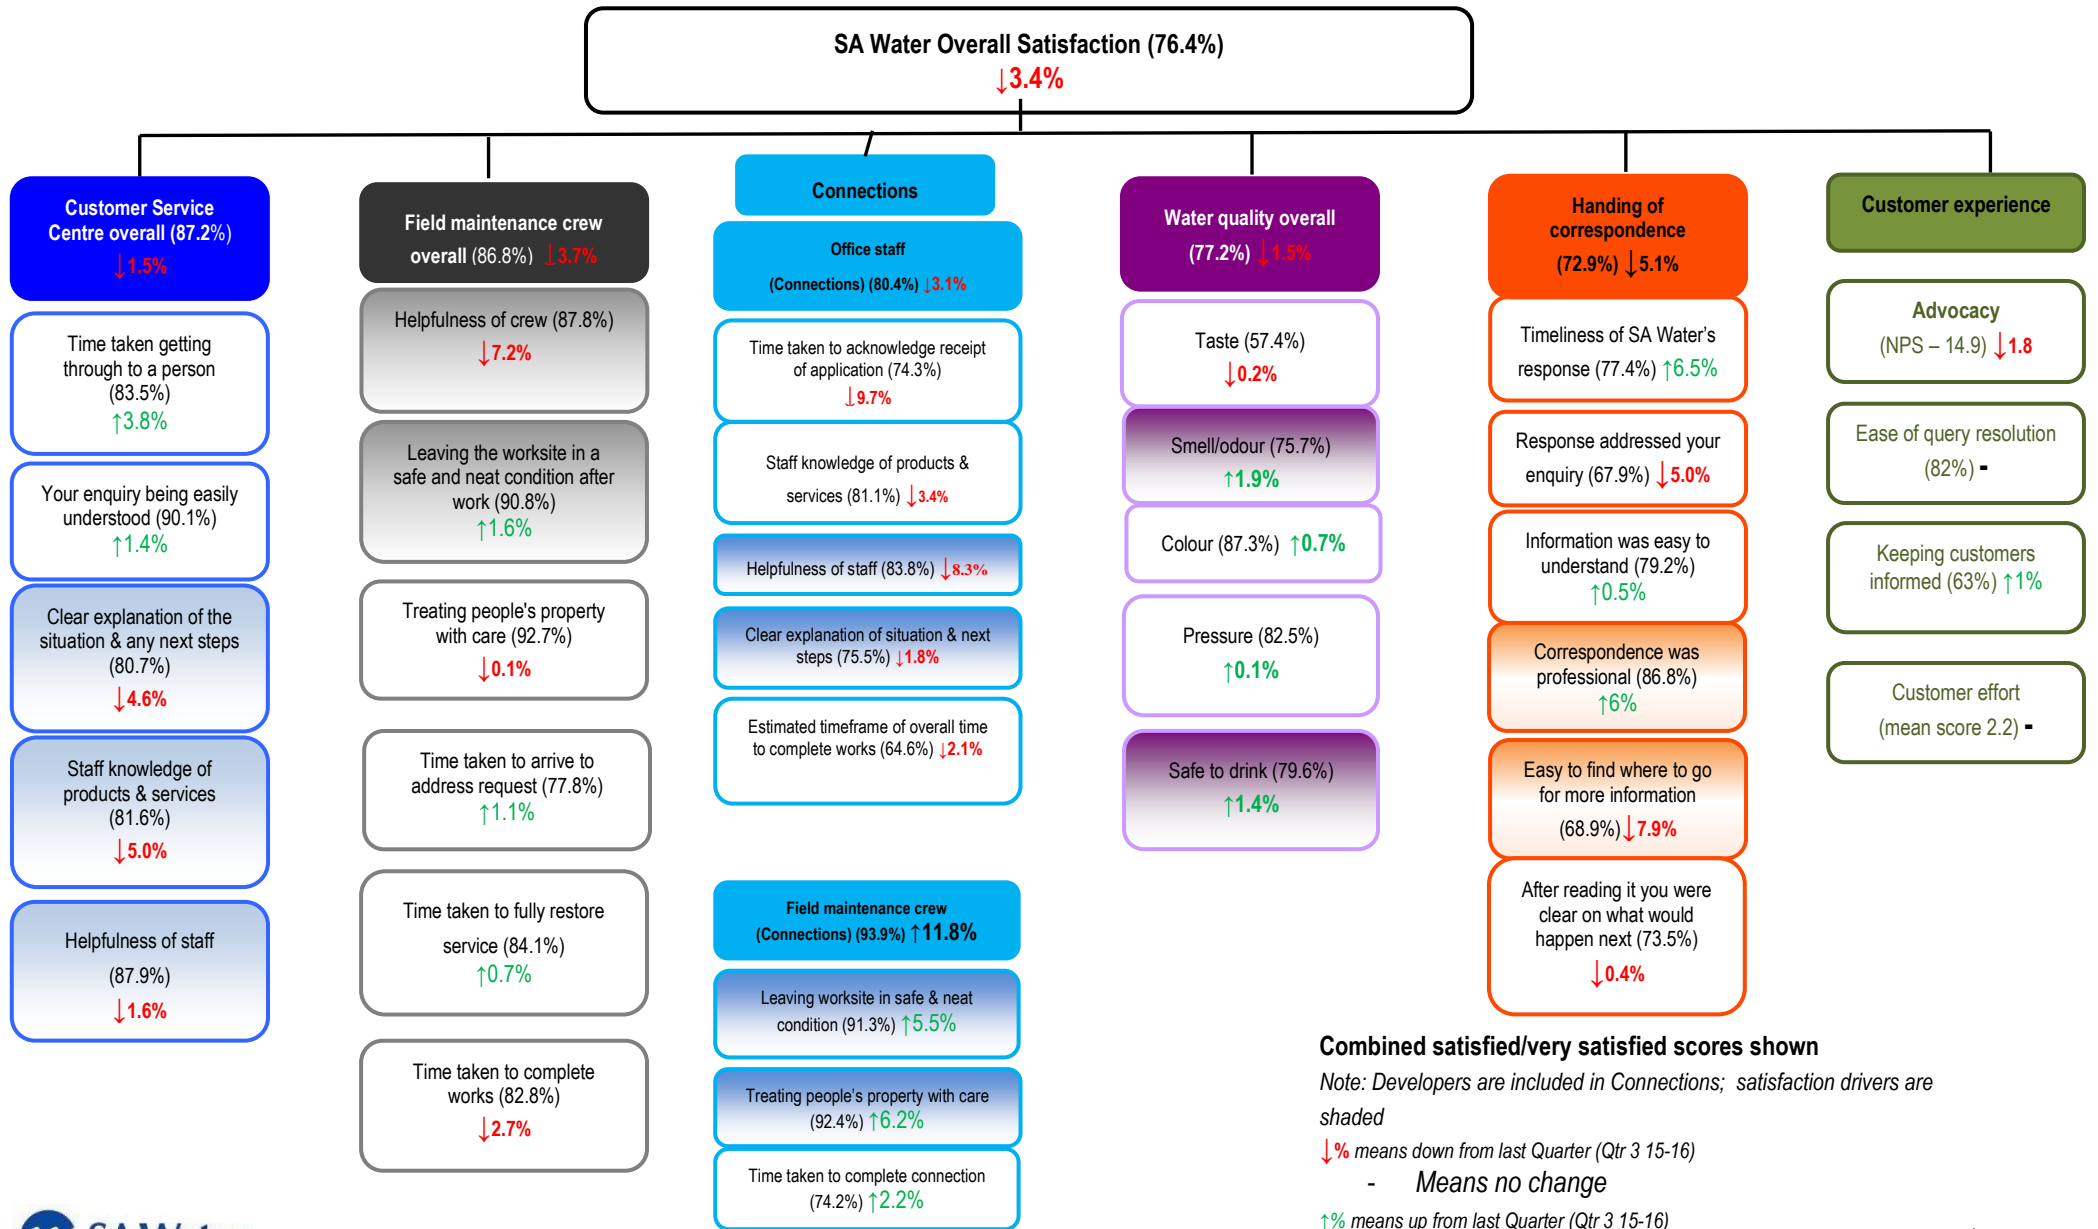 SA Water Overall Satisfaction (76.4%)
↓3.4%
Customer Service
Centre overall (87.2%)
↓1.5%
Time taken getting
through to a person
(83.5%)
↑3.8%
Your enquiry being easily
understood (90.1%)
↑1.4%
Clear explanation of the
situation & any next steps
(80.7%)
↓4.6%
Staff knowledge of
products & services
(81.6%)
↓5.0%
Helpfulness of staff
(87.9%)
↓1.6%
Field maintenance crew
overall (86.8%) ↓3.7%
Helpfulness of crew (87.8%)
↓7.2%
Leaving the worksite in a
safe and neat condition after
work (90.8%)
↑1.6%
Treating people's property
with care (92.7%)
↓0.1%
Time taken to arrive to
address request (77.8%)
↑1.1%
Time taken to fully restore
service (84.1%)
↑0.7%
Time taken to complete
works (82.8%)
↓2.7%
Connections
Office staff
(Connections) (80.4%) ↓3.1%
Time taken to acknowledge receipt
of application (74.3%)
↓9.7%
Staff knowledge of products &
services (81.1%) ↓3.4%
Helpfulness of staff (83.8%) ↓8.3%
Clear explanation of situation & next
steps (75.5%) ↓1.8%
Estimated timeframe of overall time
to complete works (64.6%) ↓2.1%
Field maintenance crew
(Connections) (93.9%) ↑11.8%
Leaving worksite in safe & neat
condition (91.3%) ↑5.5%
Treating people's property with care
(92.4%) ↑6.2%
Time taken to complete connection
(74.2%) ↑2.2%
Water quality overall
(77.2%) ↓1.5%
Taste (57.4%)
↓0.2%
Smell/odour (75.7%)
↑1.9%
Colour (87.3%) ↑0.7%
Pressure (82.5%)
↑0.1%
Safe to drink (79.6%)
↑1.4%
Handing of
correspondence
(72.9%) ↓5.1%
Timeliness of SA Water's
response (77.4%) ↑6.5%
Response addressed your
enquiry (67.9%) ↓5.0%
Information was easy to
understand (79.2%)
↑0.5%
Correspondence was
professional (86.8%)
↑6%
Easy to find where to go
for more information
(68.9%) ↓7.9%
After reading it you were
clear on what would
happen next (73.5%)
↓0.4%
Customer experience
Advocacy
(NPS – 14.9) ↓1.8
Ease of query resolution
(82%) -
Keeping customers
informed (63%) ↑1%
Customer effort
(mean score 2.2) -
Combined satisfied/very satisfied scores shown
Note: Developers are included in Connections; satisfaction drivers are
shaded
↓% means down from last Quarter (Qtr 3 15-16)
- Means no change
↑% means up from last Quarter (Qtr 3 15-16)
SA Water